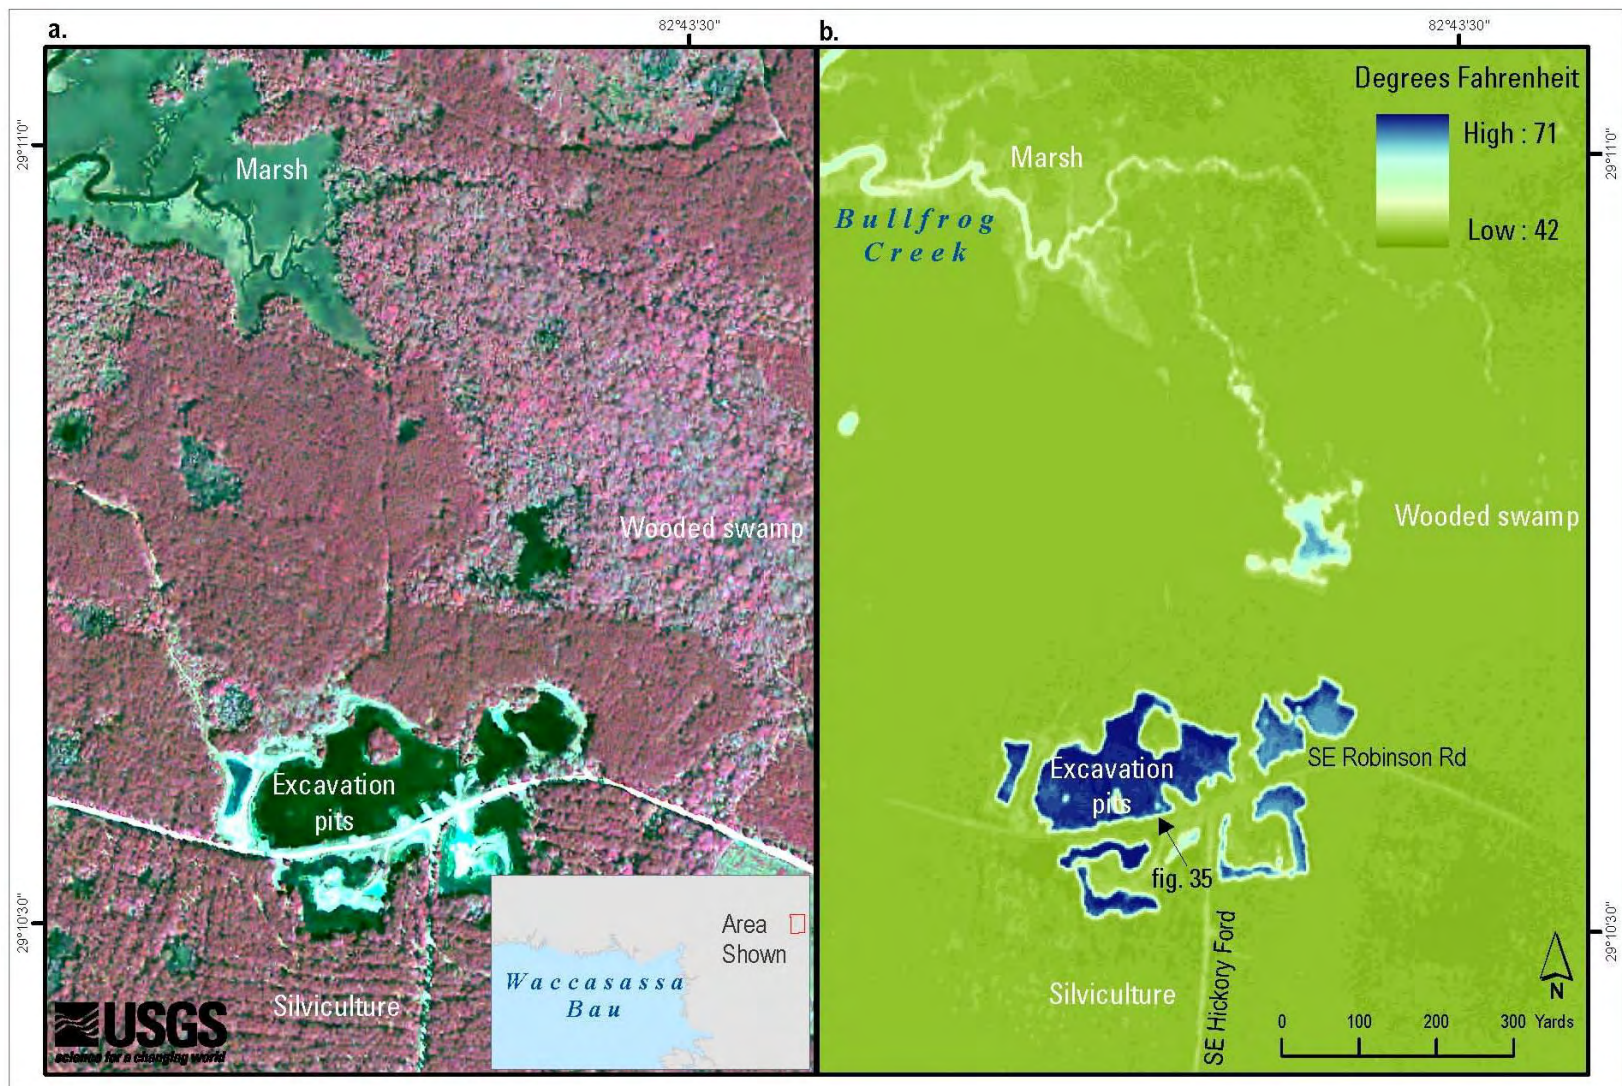 a.
82°43'30"
29°11'0"
Marsh
Wooded swamp
Excavation
pits
29°10'30"
Silviculture
Area
Shown
Waccasassa
Bau
USGS
science for a changing world
b.
82°43'30"
Degrees Fahrenheit
High : 71
Low : 42
29°11'0"
Marsh
Bullfrog
Creek
Wooded swamp
SE Robinson Rd
Excavation
pits
fig. 35
SE Hickory Ford
Silviculture
29°10'30"
N
0 100 200 300 Yards